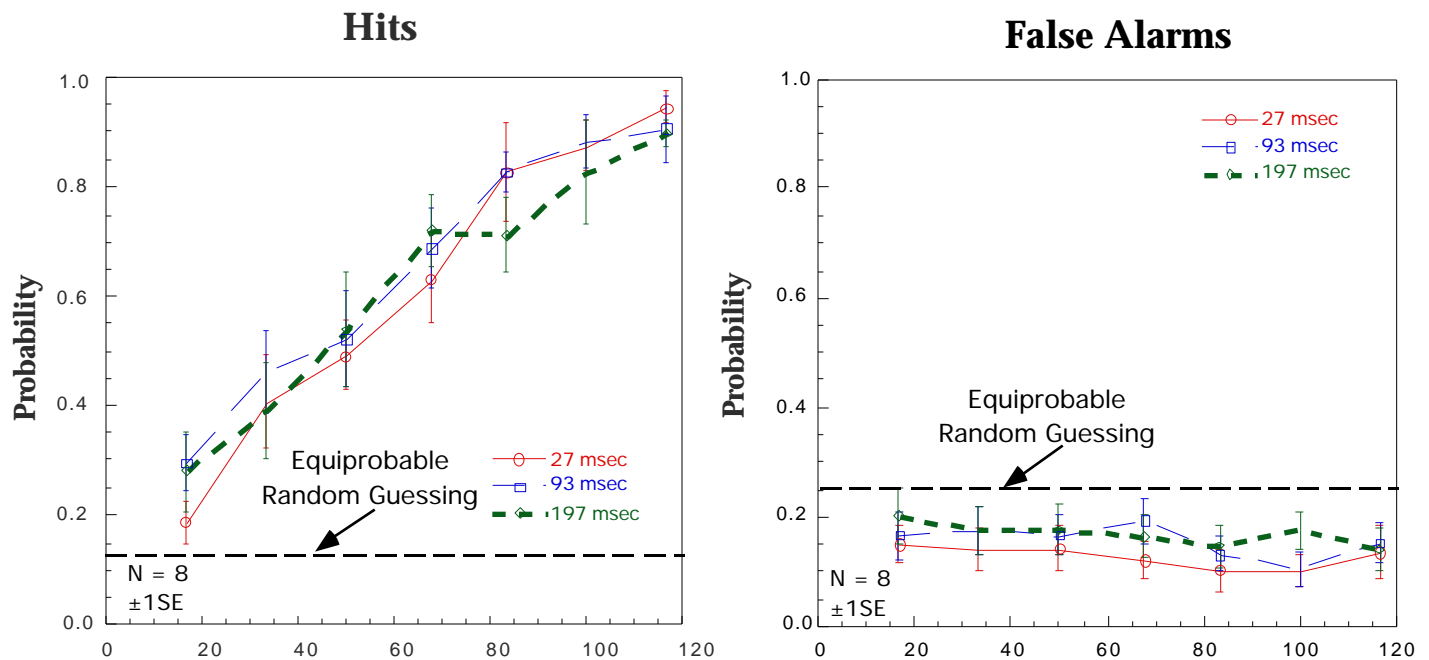 Hits
Probability
1.0
0.8
0.6
0.4
0.2
0.0
0 20 40 60 80 100 120
Equiprobable
Random Guessing
27 msec
93 msec
197 msec
N = 8
±1SE
False Alarms
Probability
1.0
0.8
0.6
0.4
0.2
0.0
0 20 40 60 80 100 120
27 msec
93 msec
197 msec
Equiprobable
Random Guessing
N = 8
±1SE